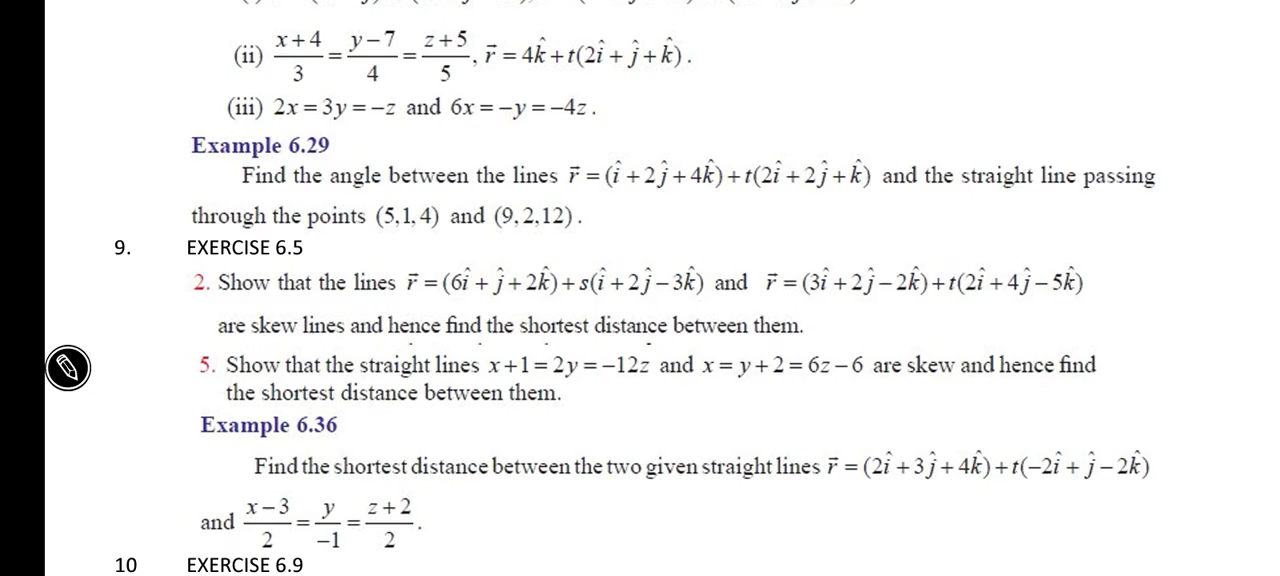 (ii) x+4/3 = y−7/4 = z+5/5, r⃗ = 4k̂ + t(2î + ĵ + k̂).
(iii) 2x = 3y = −z and 6x = −y = −4z.
Example 6.29
Find the angle between the lines r⃗ = (î + 2ĵ + 4k̂) + t(2î + 2ĵ + k̂) and the straight line passing
through the points (5,1,4) and (9,2,12).
9. EXERCISE 6.5
2. Show that the lines r⃗ = (6î + ĵ + 2k̂) + s(î + 2ĵ − 3k̂) and r⃗ = (3î + 2ĵ − 2k̂) + t(2î + 4ĵ − 5k̂)
are skew lines and hence find the shortest distance between them.
5. Show that the straight lines x+1 = 2y = −12z and x = y+2 = 6z−6 are skew and hence find
the shortest distance between them.
Example 6.36
Find the shortest distance between the two given straight lines r⃗ = (2î + 3ĵ + 4k̂) + t(−2î + ĵ − 2k̂)
and x−3/2 = y/−1 = z+2/2.
10 EXERCISE 6.9